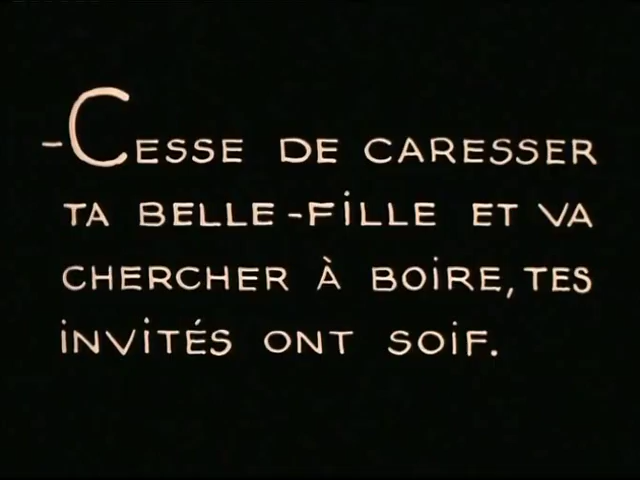 -CESSE DE CARESSER
TA BELLE-FiLLE ET VA
CHERCHER À BOiRE, TES
iNViTÉS ONT SOiF.